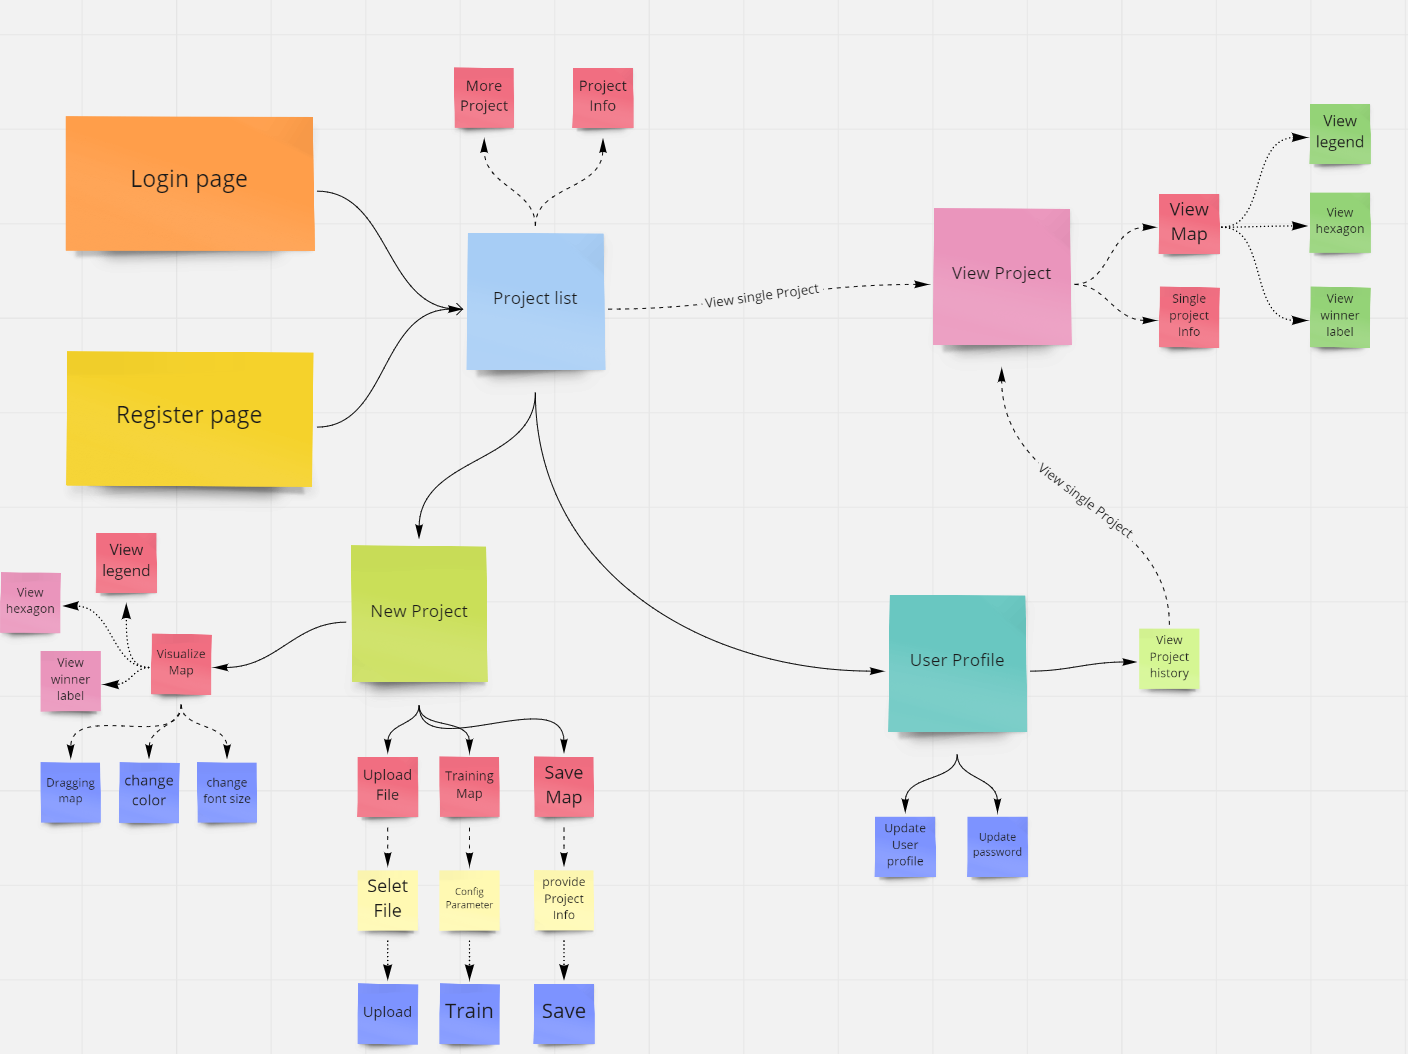 More
Project
Project
Info
Login page
Project list
View single Project
View Project
View
Map
Single
project
info
View
legend
View
hexagon
View
winner
label
Register page
View single Project
New Project
View
legend
View
hexagon
View
winner
label
Visualize
Map
Dragging
map
change
color
change
font size
Upload
File
Training
Map
Save
Map
Selet
File
Config
Parameter
provide
Project
Info
Upload
Train
Save
User Profile
View
Project
history
Update
User
profile
Update
password